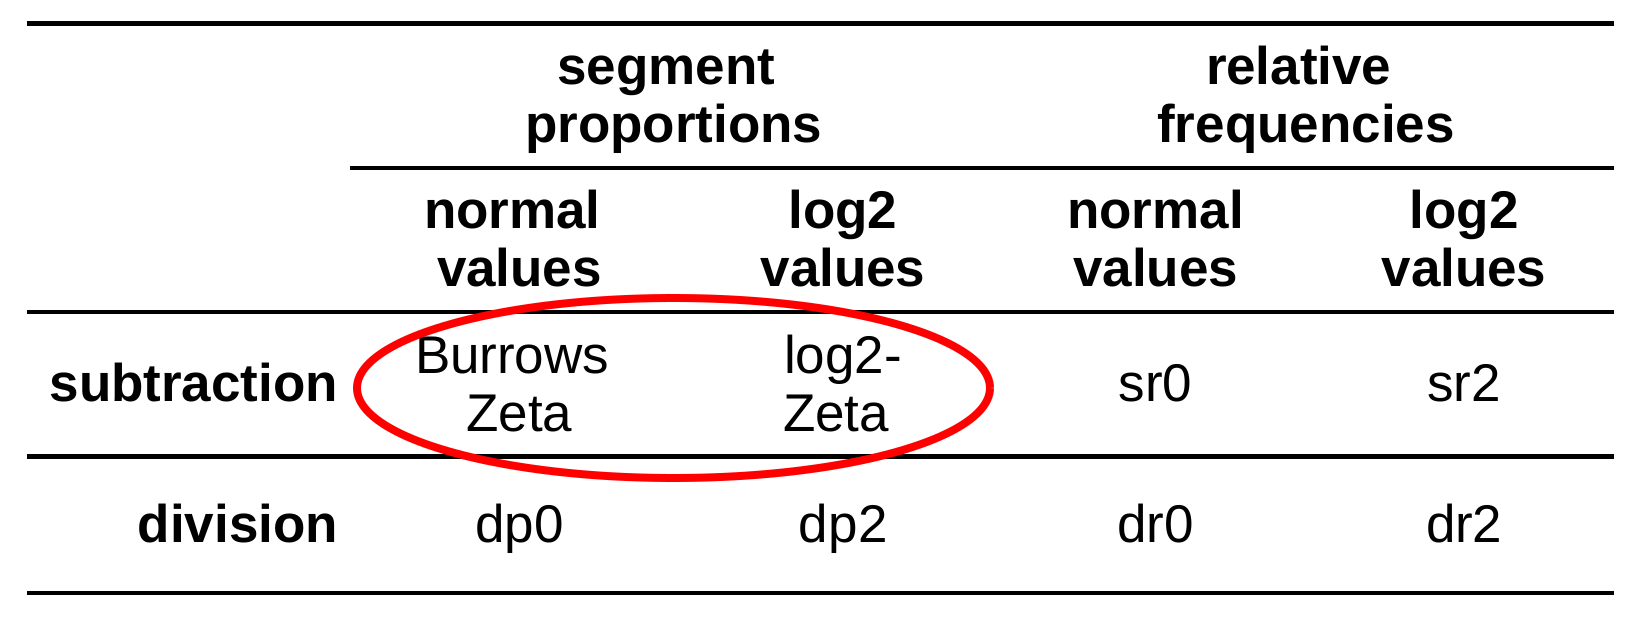 segment proportions relative frequencies
normal values log2 values normal values log2 values
subtraction Burrows Zeta log2-Zeta sr0 sr2
division dp0 dp2 dr0 dr2